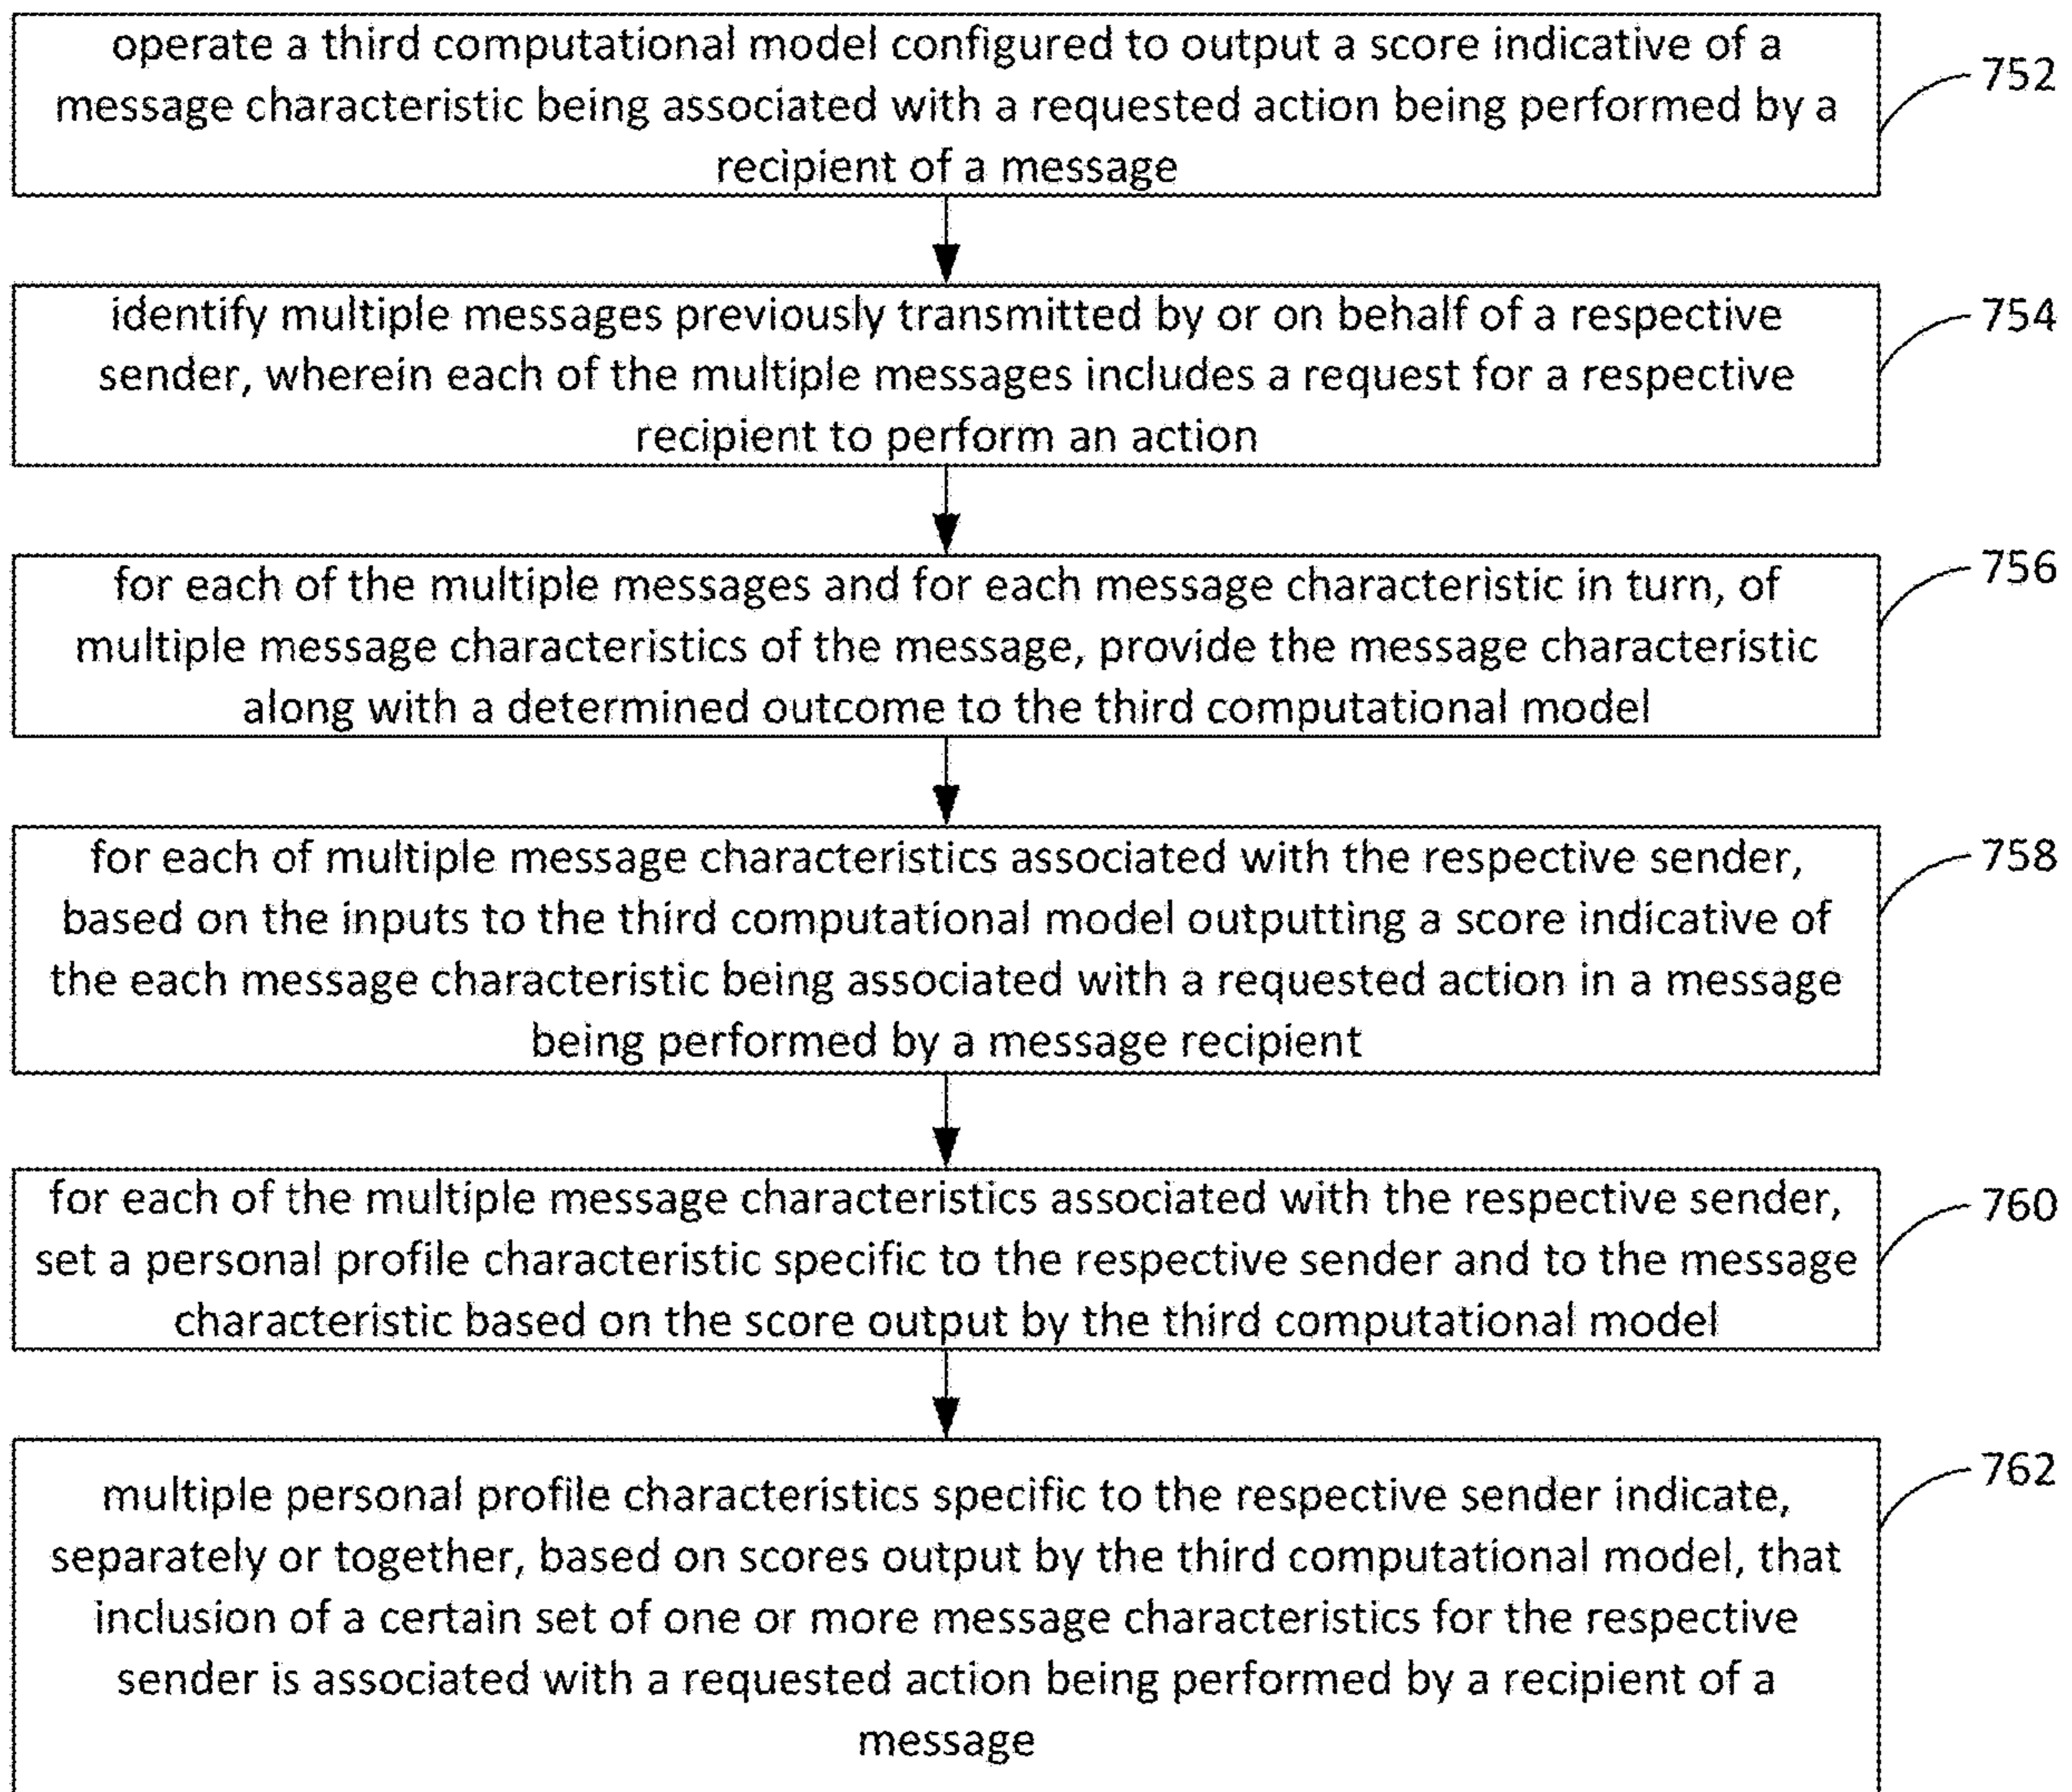 operate a third computational model configured to output a score indicative of a
message characteristic being associated with a requested action being performed by a
recipient of a message
752
identify multiple messages previously transmitted by or on behalf of a respective
sender, wherein each of the multiple messages includes a request for a respective
recipient to perform an action
754
for each of the multiple messages and for each message characteristic in turn, of
multiple message characteristics of the message, provide the message characteristic
along with a determined outcome to the third computational model
756
for each of multiple message characteristics associated with the respective sender,
based on the inputs to the third computational model outputting a score indicative of
the each message characteristic being associated with a requested action in a message
being performed by a message recipient
758
for each of the multiple message characteristics associated with the respective sender,
set a personal profile characteristic specific to the respective sender and to the message
characteristic based on the score output by the third computational model
760
multiple personal profile characteristics specific to the respective sender indicate,
separately or together, based on scores output by the third computational model, that
inclusion of a certain set of one or more message characteristics for the respective
sender is associated with a requested action being performed by a recipient of a
message
762